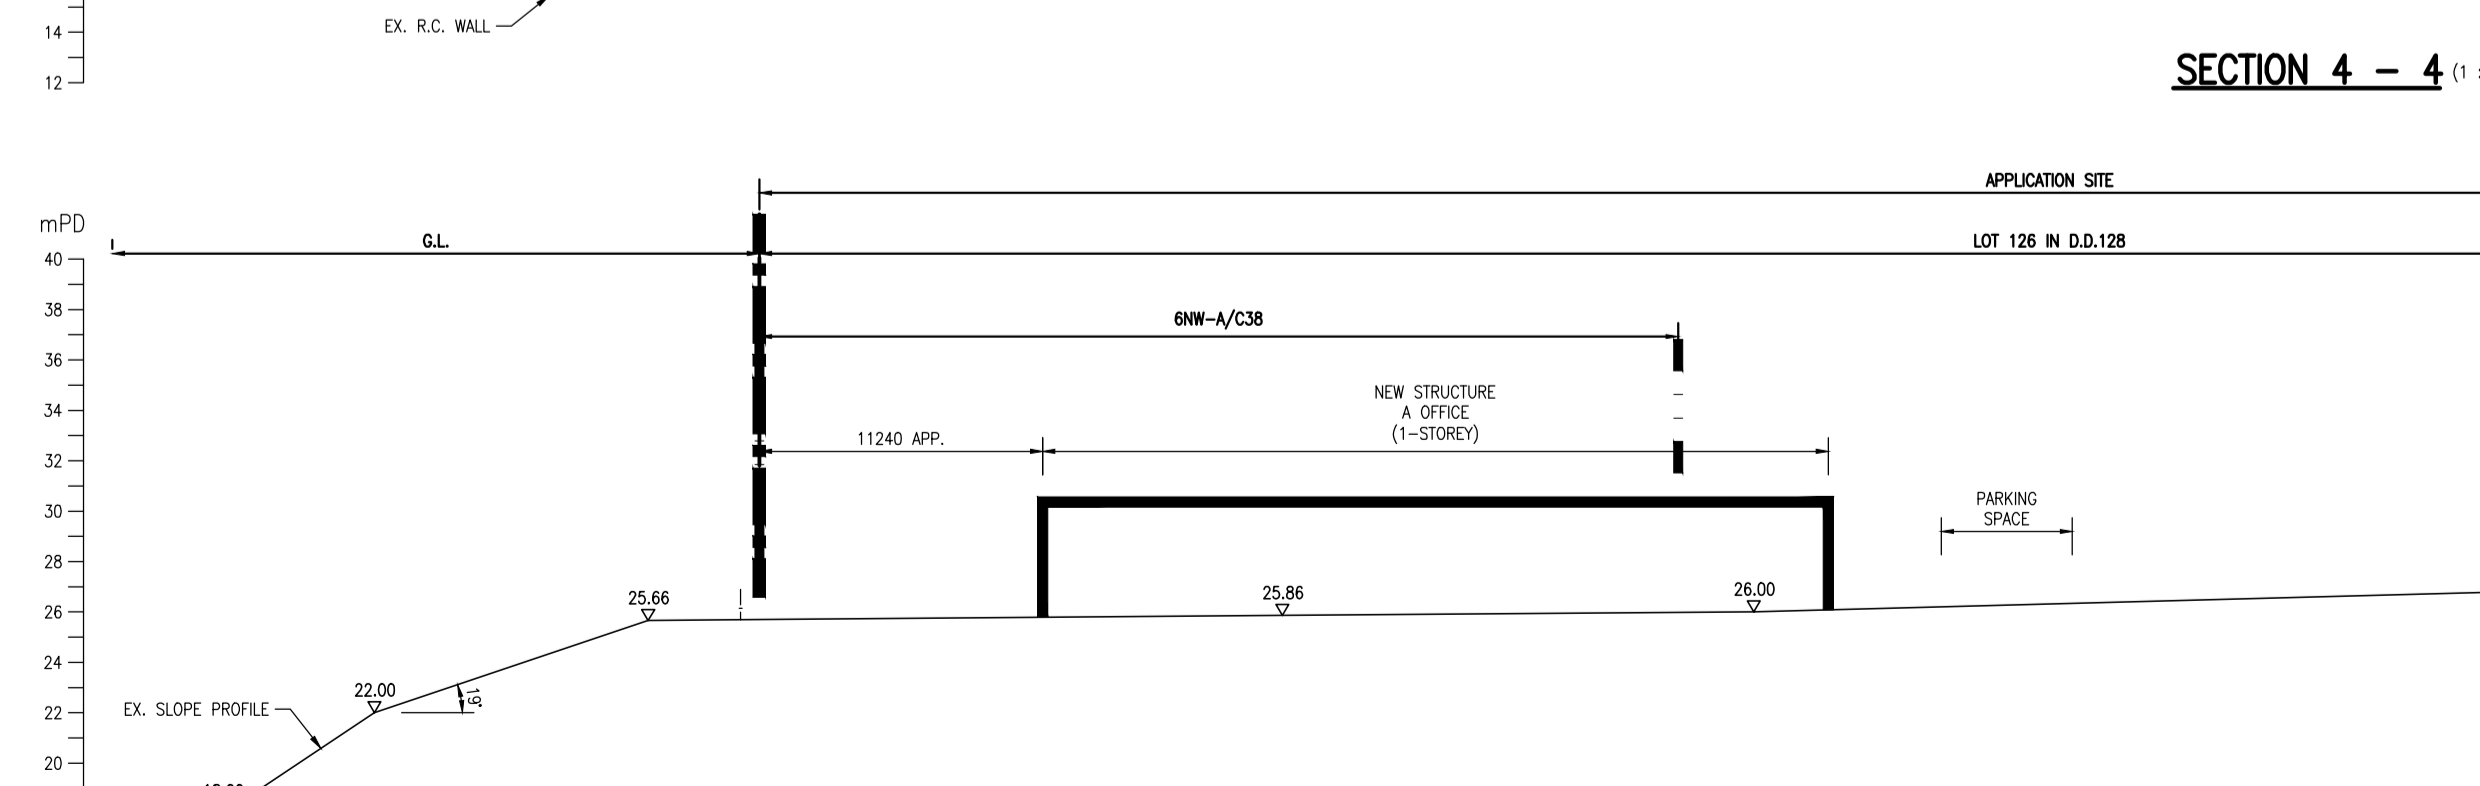 14
EX. R.C. WALL
12
SECTION 4 - 4 (1
APPLICATION SITE
mPD
G.L.
LOT 126 IN D.D.128
40
38
6NW-A/C38
36
NEW STRUCTURE
A OFFICE
(1-STOREY)
34
11240 APP.
32
30
PARKING
SPACE
28
25.66
25.86
26.00
26
24
22.00
19°
EX. SLOPE PROFILE
22
20